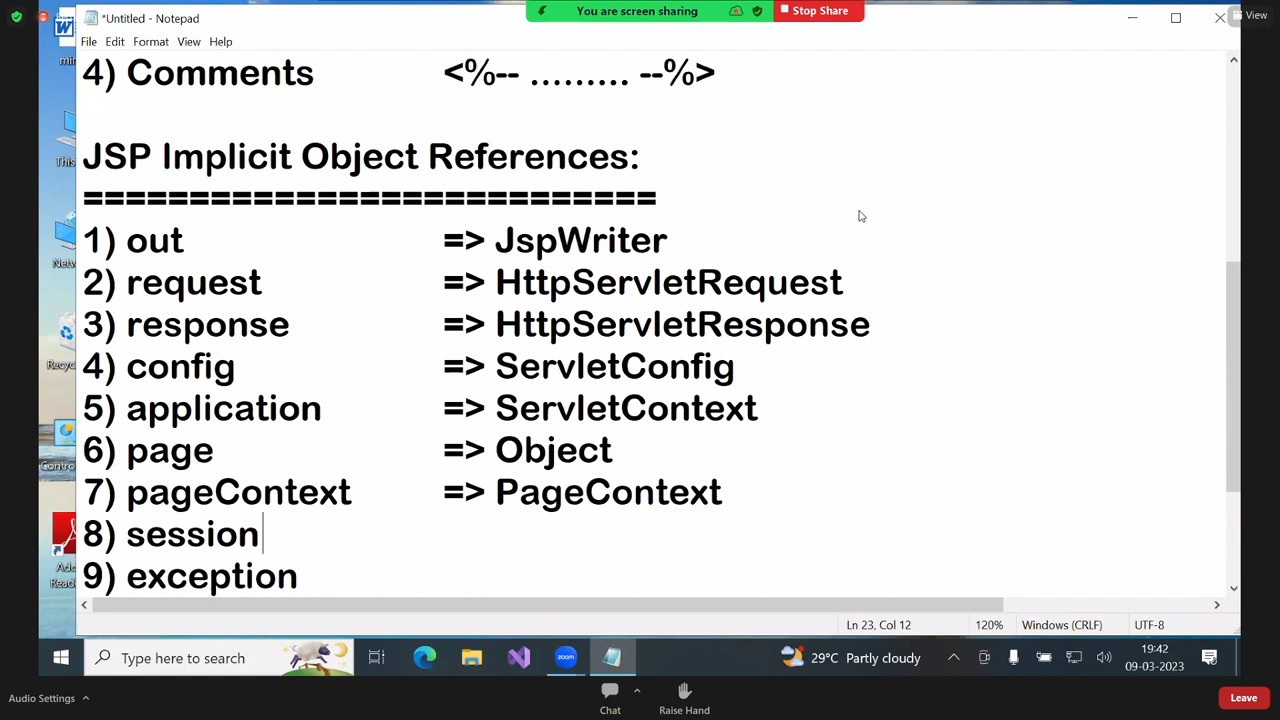 You are screen sharing
Stop Share
View
*Untitled - Notepad
File Edit Format View Help
4) Comments <%-- ......... --%>
JSP Implicit Object References:
===========================
1) out => JspWriter
2) request => HttpServletRequest
3) response => HttpServletResponse
4) config => ServletConfig
5) application => ServletContext
6) page => Object
7) pageContext => PageContext
8) session
9) exception
Ln 23, Col 12 120% Windows (CRLF) UTF-8
Type here to search
zoom
29°C Partly cloudy
19:42
09-03-2023
Audio Settings
Chat
Raise Hand
Leave